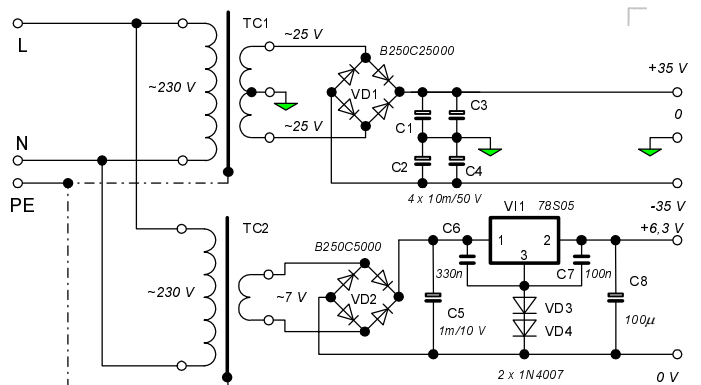 L
TC1
~25 V
B250C25000
~230 V
VD1
+35 V
C3
0
C1
~25 V
N
C2
C4
PE
4 x 10m/50 V
-35 V
TC2
C6
VI1 78S05
+6,3 V
B250C5000
1
2
3
330n
C7
100n
C8
~230 V
~7 V
VD2
C5
VD3
1m/10 V
VD4
100µ
2 x 1N4007
0 V